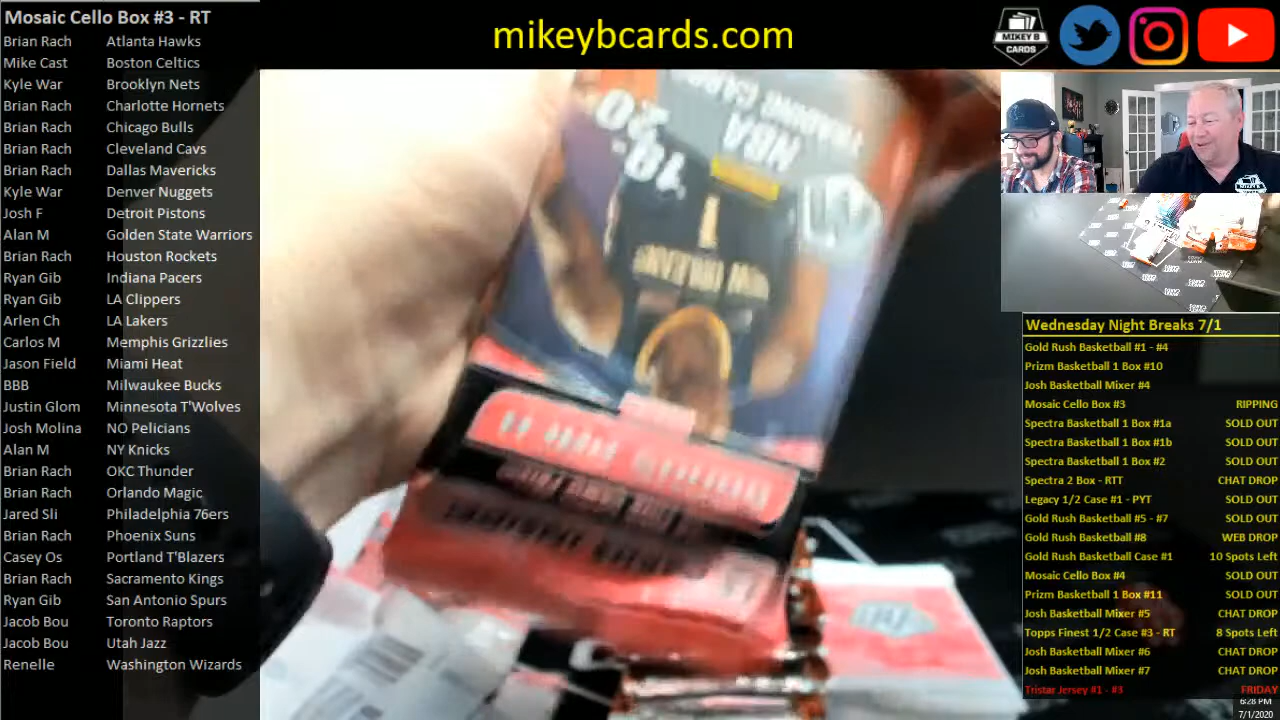 Mosaic Cello Box #3 - RT
Brian Rach Atlanta Hawks
Mike Cast Boston Celtics
Kyle War Brooklyn Nets
Brian Rach Charlotte Hornets
Brian Rach Chicago Bulls
Brian Rach Cleveland Cavs
Brian Rach Dallas Mavericks
Kyle War Denver Nuggets
Josh F Detroit Pistons
Alan M Golden State Warriors
Brian Rach Houston Rockets
Ryan Gib Indiana Pacers
Ryan Gib LA Clippers
Arlen Ch LA Lakers
Carlos M Memphis Grizzlies
Jason Field Miami Heat
BBB Milwaukee Bucks
Justin Glom Minnesota T'Wolves
Josh Molina NO Pelicians
Alan M NY Knicks
Brian Rach OKC Thunder
Brian Rach Orlando Magic
Jared Sli Philadelphia 76ers
Brian Rach Phoenix Suns
Casey Os Portland T'Blazers
Brian Rach Sacramento Kings
Ryan Gib San Antonio Spurs
Jacob Bou Toronto Raptors
Jacob Bou Utah Jazz
Renelle Washington Wizards
mikeybcards.com
MIKEY B
CARDS
19-20
NBA
TRADING CARD
NEW ORLEANS
1
Wednesday Night Breaks 7/1
Gold Rush Basketball #1 - #4
Prizm Basketball 1 Box #10
Josh Basketball Mixer #4
Mosaic Cello Box #3 RIPPING
Spectra Basketball 1 Box #1a SOLD OUT
Spectra Basketball 1 Box #1b SOLD OUT
Spectra Basketball 1 Box #2 SOLD OUT
Spectra 2 Box - RTT CHAT DROP
Legacy 1/2 Case #1 - PYT SOLD OUT
Gold Rush Basketball #5 - #7 SOLD OUT
Gold Rush Basketball #8 WEB DROP
Gold Rush Basketball Case #1 10 Spots Left
Mosaic Cello Box #4 SOLD OUT
Prizm Basketball 1 Box #11 SOLD OUT
Josh Basketball Mixer #5 CHAT DROP
Topps Finest 1/2 Case #3 - RT 8 Spots Left
Josh Basketball Mixer #6 CHAT DROP
Josh Basketball Mixer #7 CHAT DROP
Tristar Jersey #1 - #3 FRIDAY
6:28 PM
7/1/2020